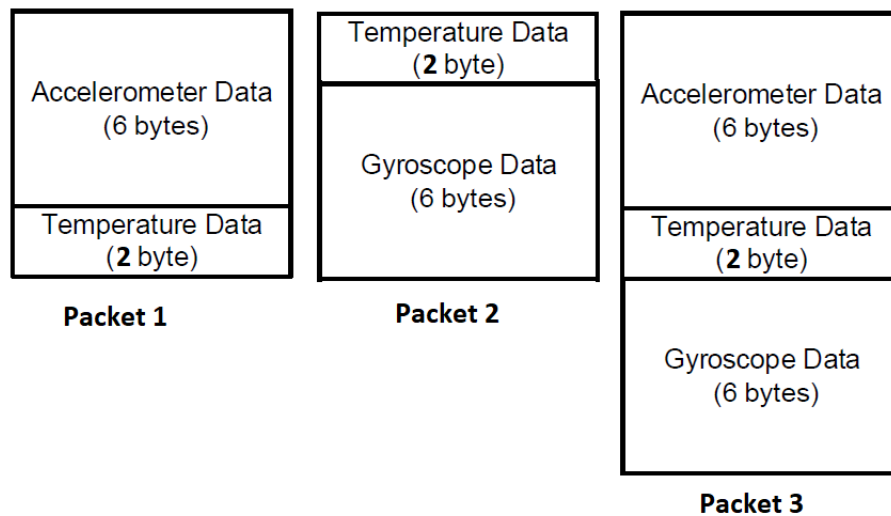 Accelerometer Data
(6 bytes)
Temperature Data
(2 byte)
Packet 1
Temperature Data
(2 byte)
Gyroscope Data
(6 bytes)
Packet 2
Accelerometer Data
(6 bytes)
Temperature Data
(2 byte)
Gyroscope Data
(6 bytes)
Packet 3